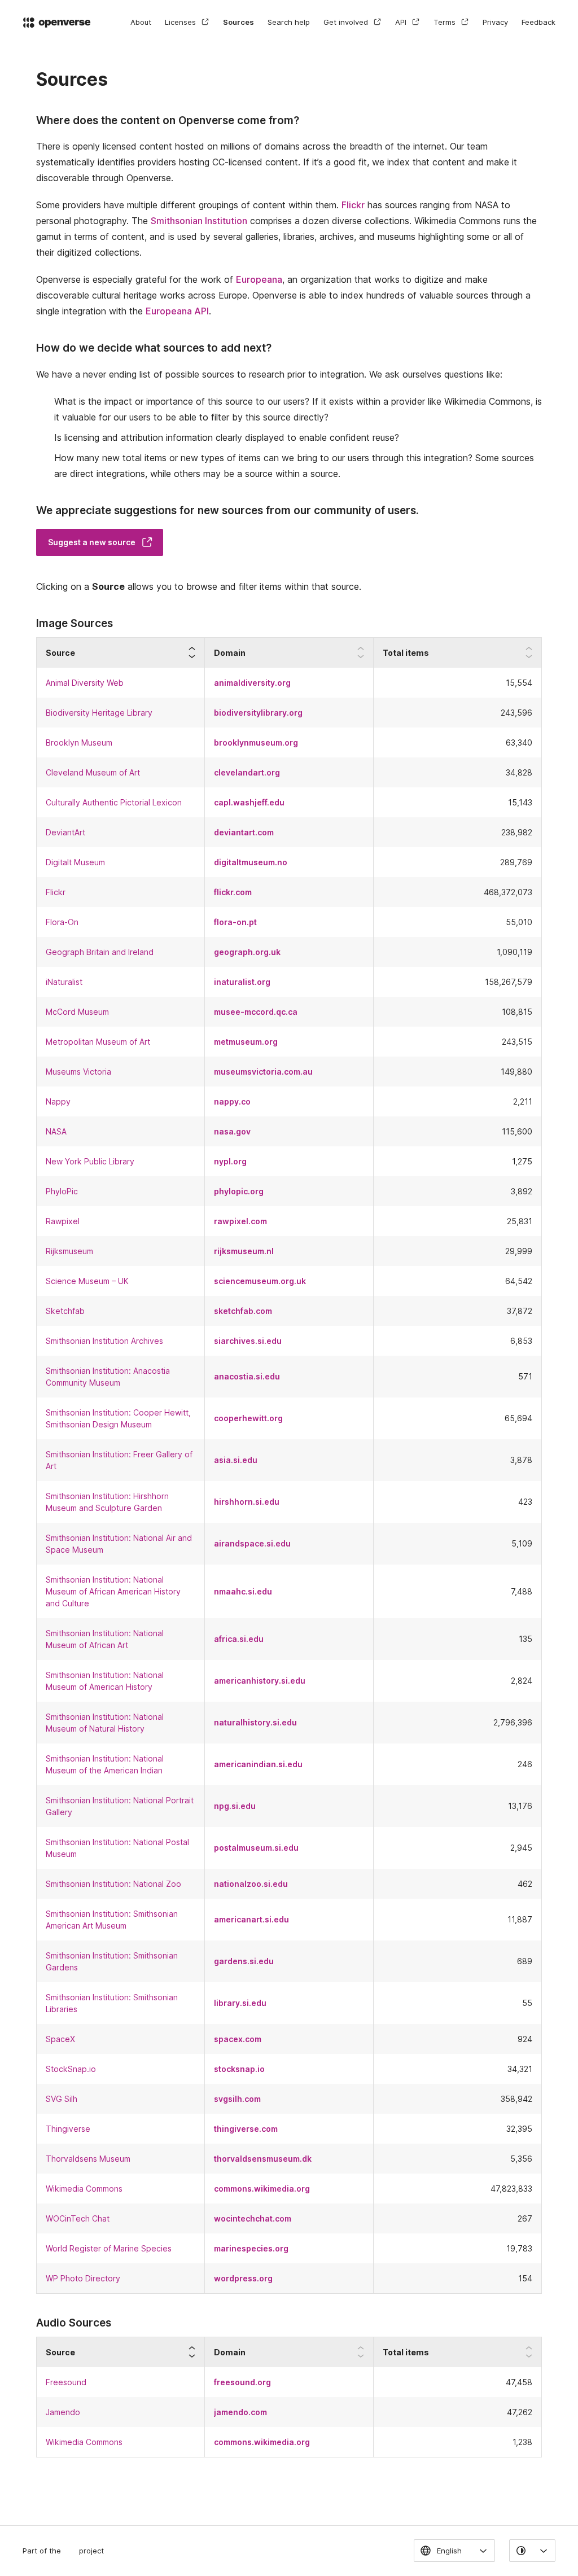 openverse
About
Licenses
Sources
Search help
Get involved
API
Terms
Privacy
Feedback
Sources
Where does the content on Openverse come from?
There is openly licensed content hosted on millions of domains across the breadth of the internet. Our team
systematically identifies providers hosting CC-licensed content. If it's a good fit, we index that content and make it
discoverable through Openverse.
Some providers have multiple different groupings of content within them. Flickr has sources ranging from NASA to
personal photography. The Smithsonian Institution comprises a dozen diverse collections. Wikimedia Commons runs the
gamut in terms of content, and is used by several galleries, libraries, archives, and museums highlighting some or all of
their digitized collections.
Openverse is especially grateful for the work of Europeana, an organization that works to digitize and make
discoverable cultural heritage works across Europe. Openverse is able to index hundreds of valuable sources through a
single integration with the Europeana API.
How do we decide what sources to add next?
We have a never ending list of possible sources to research prior to integration. We ask ourselves questions like:
What is the impact or importance of this source to our users? If it exists within a provider like Wikimedia Commons, is
it valuable for our users to be able to filter by this source directly?
Is licensing and attribution information clearly displayed to enable confident reuse?
How many new total items or new types of items can we bring to our users through this integration? Some sources
are direct integrations, while others may be a source within a source.
We appreciate suggestions for new sources from our community of users.
Suggest a new source
Clicking on a Source allows you to browse and filter items within that source.
Image Sources
Source Domain Total items
Animal Diversity Web animaldiversity.org 15,554
Biodiversity Heritage Library biodiversitylibrary.org 243,596
Brooklyn Museum brooklynmuseum.org 63,340
Cleveland Museum of Art clevelandart.org 34,828
Culturally Authentic Pictorial Lexicon capl.washjeff.edu 15,143
DeviantArt deviantart.com 238,982
Digitalt Museum digitaltmuseum.no 289,769
Flickr flickr.com 468,372,073
Flora-On flora-on.pt 55,010
Geograph Britain and Ireland geograph.org.uk 1,090,119
iNaturalist inaturalist.org 158,267,579
McCord Museum musee-mccord.qc.ca 108,815
Metropolitan Museum of Art metmuseum.org 243,515
Museums Victoria museumsvictoria.com.au 149,880
Nappy nappy.co 2,211
NASA nasa.gov 115,600
New York Public Library nypl.org 1,275
PhyloPic phylopic.org 3,892
Rawpixel rawpixel.com 25,831
Rijksmuseum rijksmuseum.nl 29,999
Science Museum – UK sciencemuseum.org.uk 64,542
Sketchfab sketchfab.com 37,872
Smithsonian Institution Archives siarchives.si.edu 6,853
Smithsonian Institution: Anacostia
Community Museum anacostia.si.edu 571
Smithsonian Institution: Cooper Hewitt,
Smithsonian Design Museum cooperhewitt.org 65,694
Smithsonian Institution: Freer Gallery of
Art asia.si.edu 3,878
Smithsonian Institution: Hirshhorn
Museum and Sculpture Garden hirshhorn.si.edu 423
Smithsonian Institution: National Air and
Space Museum airandspace.si.edu 5,109
Smithsonian Institution: National
Museum of African American History
and Culture nmaahc.si.edu 7,488
Smithsonian Institution: National
Museum of African Art africa.si.edu 135
Smithsonian Institution: National
Museum of American History americanhistory.si.edu 2,824
Smithsonian Institution: National
Museum of Natural History naturalhistory.si.edu 2,796,396
Smithsonian Institution: National
Museum of the American Indian americanindian.si.edu 246
Smithsonian Institution: National Portrait
Gallery npg.si.edu 13,176
Smithsonian Institution: National Postal
Museum postalmuseum.si.edu 2,945
Smithsonian Institution: National Zoo nationalzoo.si.edu 462
Smithsonian Institution: Smithsonian
American Art Museum americanart.si.edu 11,887
Smithsonian Institution: Smithsonian
Gardens gardens.si.edu 689
Smithsonian Institution: Smithsonian
Libraries library.si.edu 55
SpaceX spacex.com 924
StockSnap.io stocksnap.io 34,321
SVG Silh svgsilh.com 358,942
Thingiverse thingiverse.com 32,395
Thorvaldsens Museum thorvaldsensmuseum.dk 5,356
Wikimedia Commons commons.wikimedia.org 47,823,833
WOCinTech Chat wocintechchat.com 267
World Register of Marine Species marinespecies.org 19,783
WP Photo Directory wordpress.org 154
Audio Sources
Source Domain Total items
Freesound freesound.org 47,458
Jamendo jamendo.com 47,262
Wikimedia Commons commons.wikimedia.org 1,238
Part of the project
English